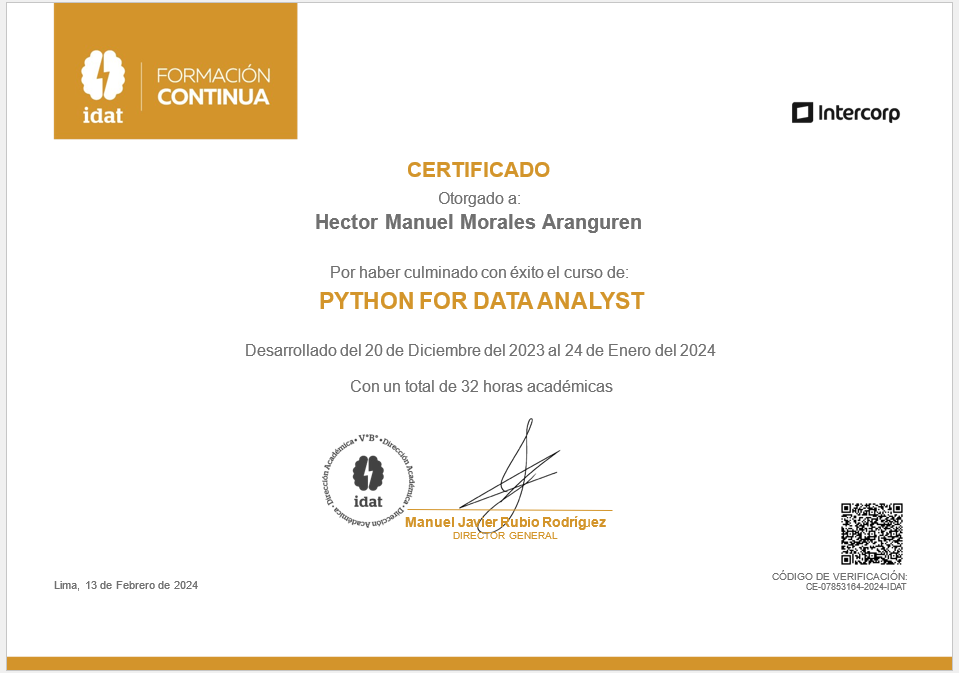 idat
FORMACIÓN
CONTINUA
Intercorp
CERTIFICADO
Otorgado a:
Hector Manuel Morales Aranguren
Por haber culminado con éxito el curso de:
PYTHON FOR DATA ANALYST
Desarrollado del 20 de Diciembre del 2023 al 24 de Enero del 2024
Con un total de 32 horas académicas
• V°B° • Dirección Académica • Dirección Académica • Dirección Académica
idat
Manuel Javier Rubio Rodríguez
DIRECTOR GENERAL
Lima, 13 de Febrero de 2024
CÓDIGO DE VERIFICACIÓN:
CE-07853164-2024-IDAT